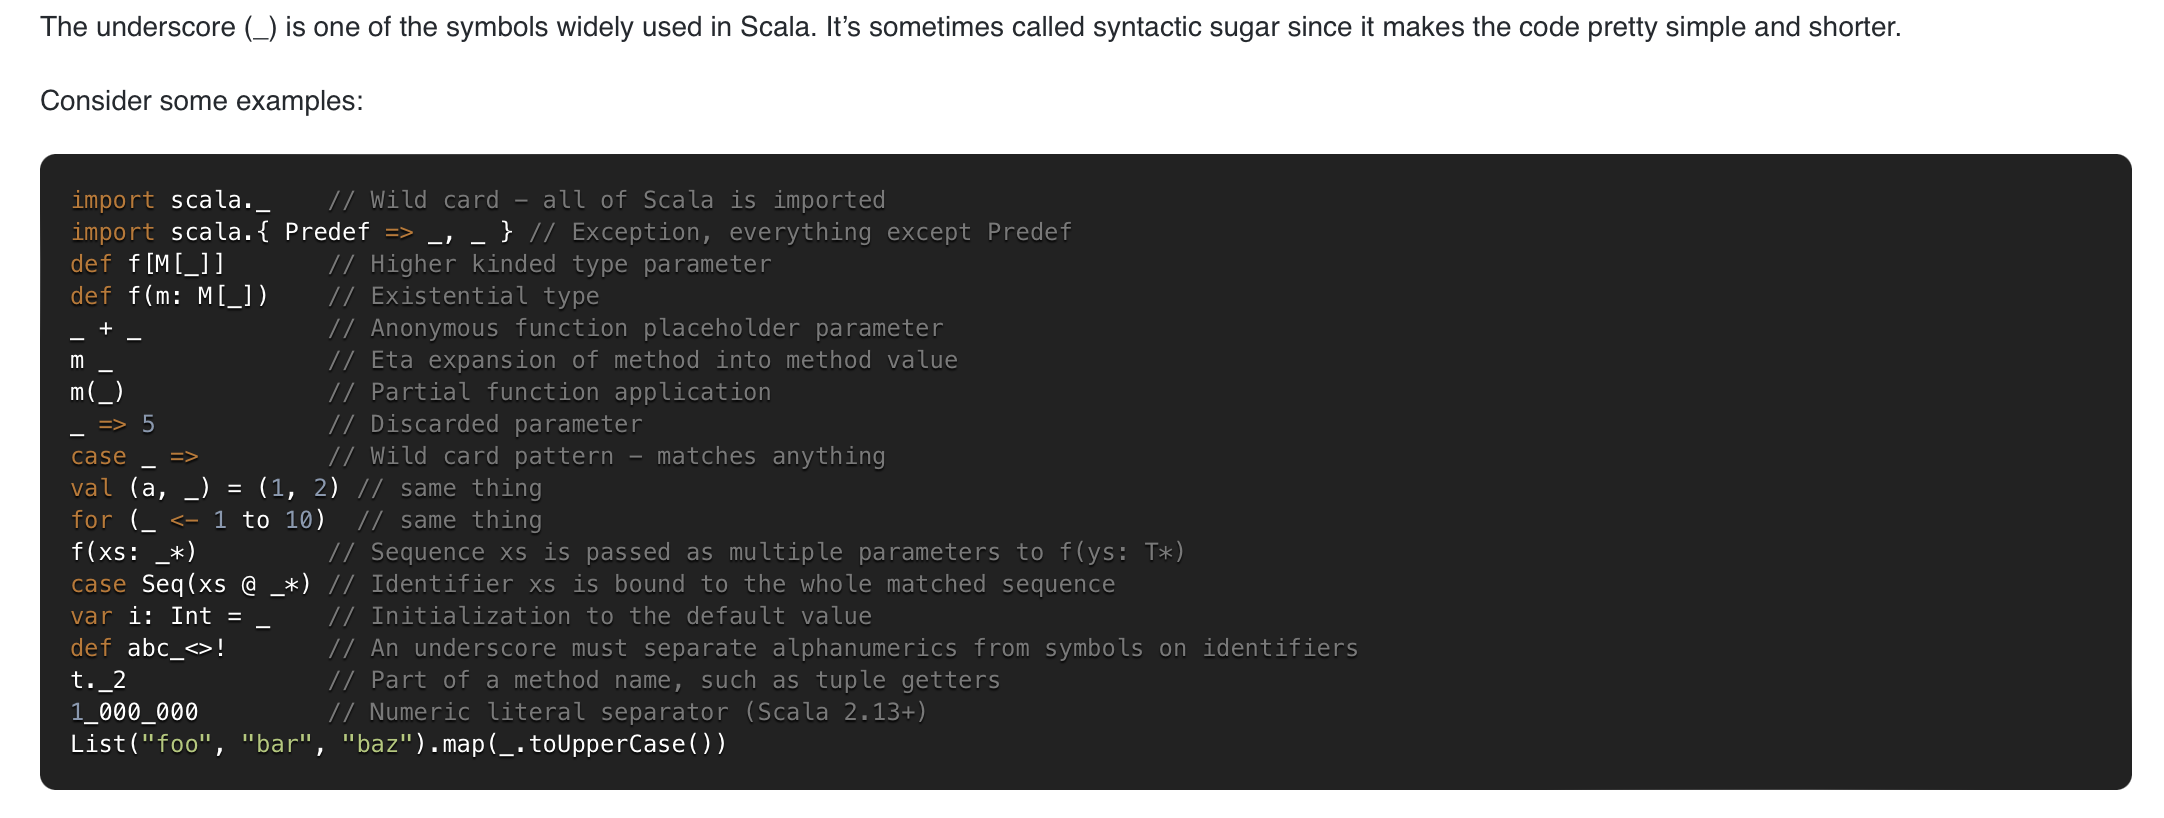 The underscore (_) is one of the symbols widely used in Scala. It’s sometimes called syntactic sugar since it makes the code pretty simple and shorter.
Consider some examples:
import scala._    // Wild card – all of Scala is imported
import scala.{ Predef => _, _ } // Exception, everything except Predef
def f[M[_]]       // Higher kinded type parameter
def f(m: M[_])    // Existential type
_ + _             // Anonymous function placeholder parameter
m _               // Eta expansion of method into method value
m(_)              // Partial function application
_ => 5            // Discarded parameter
case _ =>         // Wild card pattern – matches anything
val (a, _) = (1, 2) // same thing
for (_ <- 1 to 10)  // same thing
f(xs: _*)         // Sequence xs is passed as multiple parameters to f(ys: T*)
case Seq(xs @ _*) // Identifier xs is bound to the whole matched sequence
var i: Int = _    // Initialization to the default value
def abc_<>!       // An underscore must separate alphanumerics from symbols on identifiers
t._2              // Part of a method name, such as tuple getters
1_000_000         // Numeric literal separator (Scala 2.13+)
List("foo", "bar", "baz").map(_.toUpperCase())